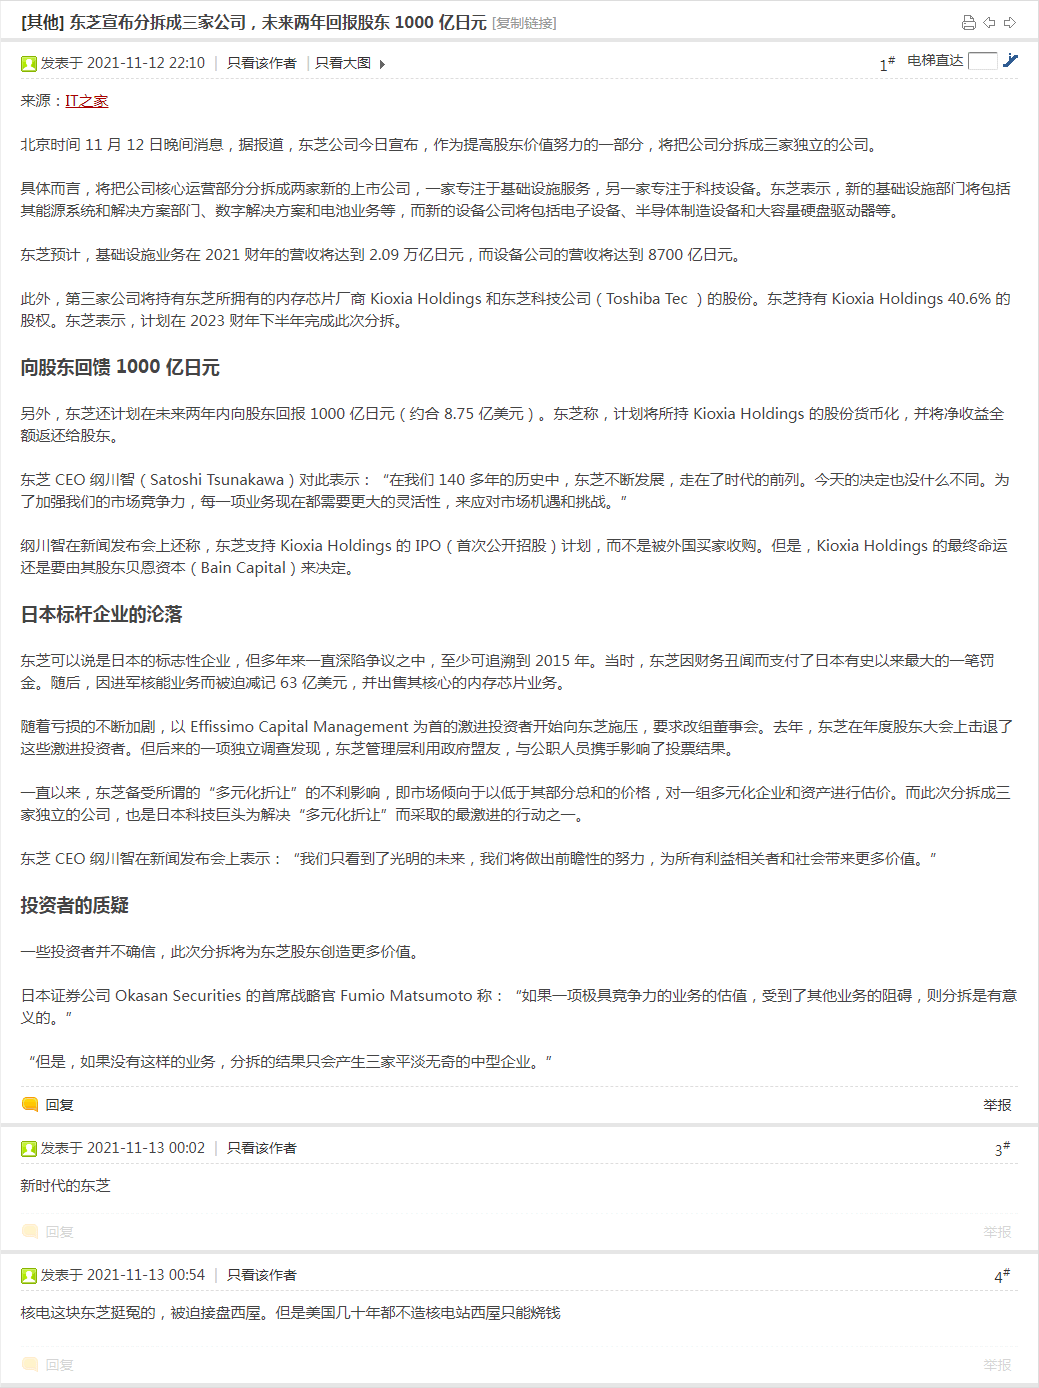 [其他] 东芝宣布分拆成三家公司，未来两年回报股东 1000 亿日元 [复制链接]
发表于 2021-11-12 22:10 | 只看该作者 | 只看大图
1# 电梯直达
来源：IT之家
北京时间 11 月 12 日晚间消息，据报道，东芝公司今日宣布，作为提高股东价值努力的一部分，将把公司分拆成三家独立的公司。
具体而言，将把公司核心运营部分分拆成两家新的上市公司，一家专注于基础设施服务，另一家专注于科技设备。东芝表示，新的基础设施部门将包括
其能源系统和解决方案部门、数字解决方案和电池业务等，而新的设备公司将包括电子设备、半导体制造设备和大容量硬盘驱动器等。
东芝预计，基础设施业务在 2021 财年的营收将达到 2.09 万亿日元，而设备公司的营收将达到 8700 亿日元。
此外，第三家公司将持有东芝所拥有的内存芯片厂商 Kioxia Holdings 和东芝科技公司（Toshiba Tec ）的股份。东芝持有 Kioxia Holdings 40.6% 的
股权。东芝表示，计划在 2023 财年下半年完成此次分拆。
向股东回馈 1000 亿日元
另外，东芝还计划在未来两年内向股东回报 1000 亿日元（约合 8.75 亿美元）。东芝称，计划将所持 Kioxia Holdings 的股份货币化，并将净收益全
额返还给股东。
东芝 CEO 纲川智（Satoshi Tsunakawa）对此表示：“在我们 140 多年的历史中，东芝不断发展，走在了时代的前列。今天的决定也没什么不同。为
了加强我们的市场竞争力，每一项业务现在都需要更大的灵活性，来应对市场机遇和挑战。”
纲川智在新闻发布会上还称，东芝支持 Kioxia Holdings 的 IPO（首次公开招股）计划，而不是被外国买家收购。但是，Kioxia Holdings 的最终命运
还是要由其股东贝恩资本（Bain Capital）来决定。
日本标杆企业的沦落
东芝可以说是日本的标志性企业，但多年来一直深陷争议之中，至少可追溯到 2015 年。当时，东芝因财务丑闻而支付了日本有史以来最大的一笔罚
金。随后，因进军核能业务而被迫减记 63 亿美元，并出售其核心的内存芯片业务。
随着亏损的不断加剧，以 Effissimo Capital Management 为首的激进投资者开始向东芝施压，要求改组董事会。去年，东芝在年度股东大会上击退了
这些激进投资者。但后来的一项独立调查发现，东芝管理层利用政府盟友，与公职人员携手影响了投票结果。
一直以来，东芝备受所谓的“多元化折让”的不利影响，即市场倾向于以低于其部分总和的价格，对一组多元化企业和资产进行估价。而此次分拆成三
家独立的公司，也是日本科技巨头为解决“多元化折让”而采取的最激进的行动之一。
东芝 CEO 纲川智在新闻发布会上表示：“我们只看到了光明的未来，我们将做出前瞻性的努力，为所有利益相关者和社会带来更多价值。”
投资者的质疑
一些投资者并不确信，此次分拆将为东芝股东创造更多价值。
日本证券公司 Okasan Securities 的首席战略官 Fumio Matsumoto 称：“如果一项极具竞争力的业务的估值，受到了其他业务的阻碍，则分拆是有意
义的。”
“但是，如果没有这样的业务，分拆的结果只会产生三家平淡无奇的中型企业。”
回复 举报
发表于 2021-11-13 00:02 | 只看该作者 3#
新时代的东芝
回复 举报
发表于 2021-11-13 00:54 | 只看该作者 4#
核电这块东芝挺冤的，被迫接盘西屋。但是美国几十年都不造核电站西屋只能烧钱
回复 举报